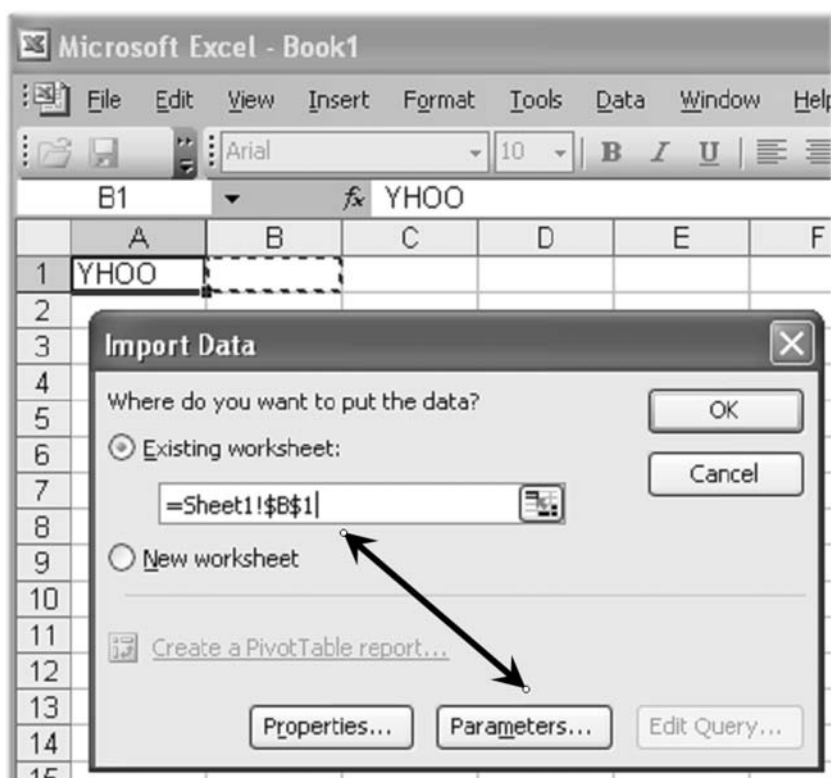 Microsoft Excel - Book1
File Edit View Insert Format Tools Data Window Help
Arial 10 B I U
B1 fx YHOO
A B C D E F
1 YHOO
2
3
4
5
6
7
8
9
10
11
12
13
14
15
Import Data
Where do you want to put the data?
OK
Existing worksheet:
Cancel
=Sheet1!$B$1
New worksheet
Create a PivotTable report...
Properties... Parameters... Edit Query...